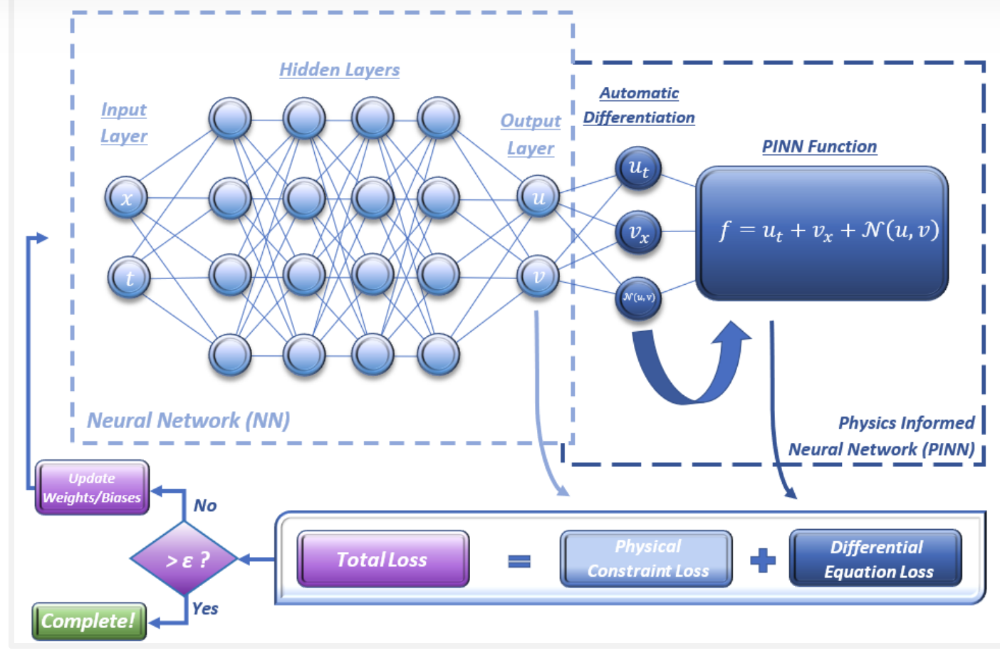 Hidden Layers
Input
Layer
Output
Layer
Automatic
Differentiation
PINN Function
x
t
u
v
u_t
v_x
𝒩(u,v)
f = u_t + v_x + 𝒩(u, v)
Neural Network (NN)
Physics Informed
Neural Network (PINN)
Update
Weights/Biases
No
> ε ?
Yes
Complete!
Total Loss
=
Physical
Constraint Loss
+
Differential
Equation Loss